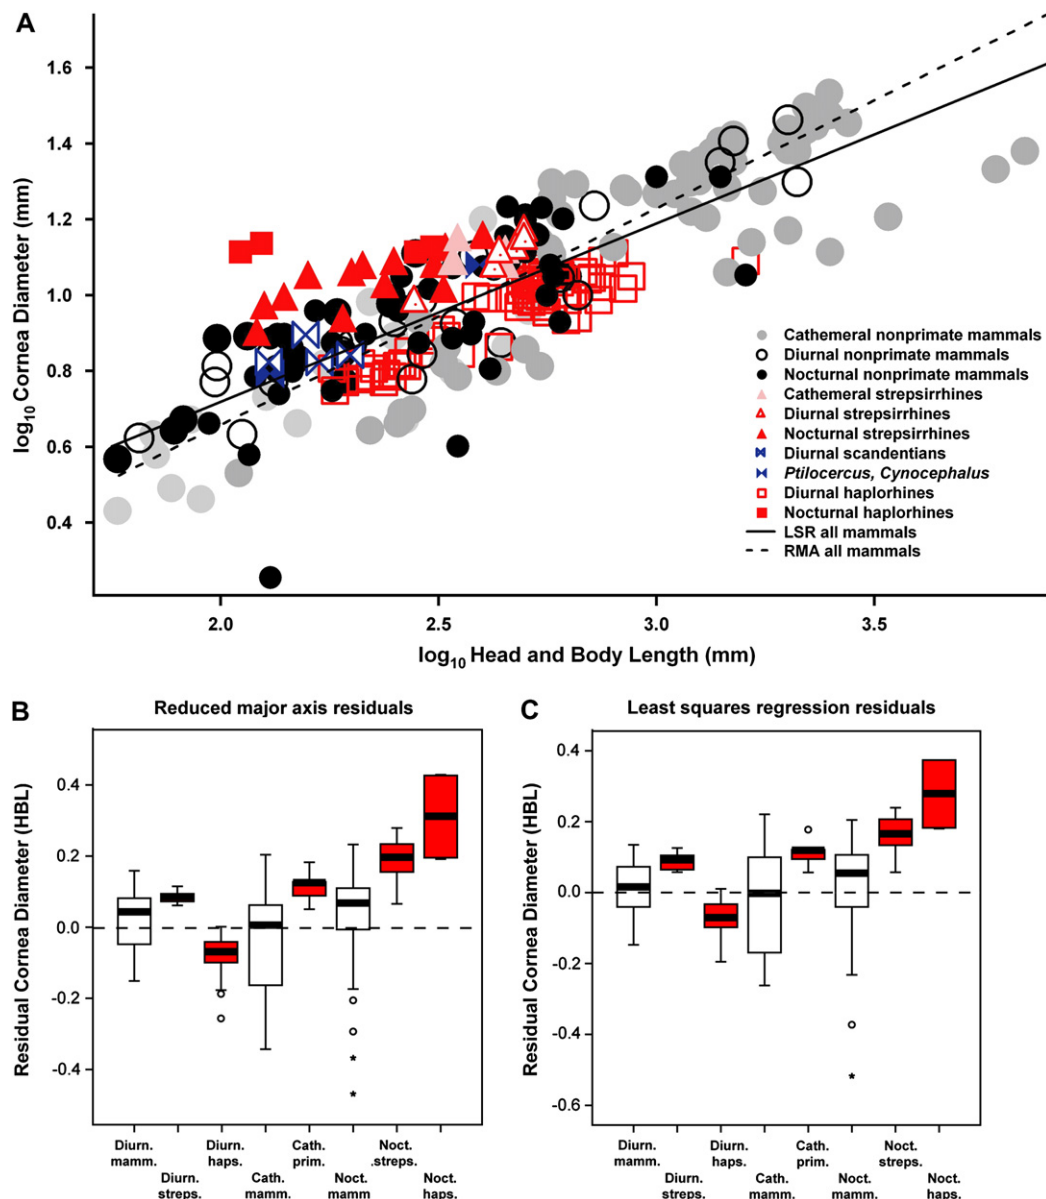 A
log10 Cornea Diameter (mm)
1.6
1.4
1.2
1.0
0.8
0.6
0.4
2.0
2.5
3.0
3.5
log10 Head and Body Length (mm)
Cathemeral nonprimate mammals
Diurnal nonprimate mammals
Nocturnal nonprimate mammals
Cathemeral strepsirrhines
Diurnal strepsirrhines
Nocturnal strepsirrhines
Diurnal scandentians
Ptilocercus, Cynocephalus
Diurnal haplorhines
Nocturnal haplorhines
LSR all mammals
RMA all mammals
B
Reduced major axis residuals
Residual Cornea Diameter (HBL)
0.4
0.2
0.0
-0.2
-0.4
Diurn.
mamm.
Diurn.
streps.
Diurn.
haps.
Cath.
mamm.
Cath.
prim.
Noct.
mamm
Noct.
.streps.
Noct.
haps.
C
Least squares regression residuals
Residual Cornea Diameter (HBL)
0.4
0.2
0.0
-0.2
-0.4
-0.6
Diurn.
mamm.
Diurn.
streps.
Diurn.
haps.
Cath.
mamm.
Cath.
prim.
Noct.
mamm.
Noct.
streps.
Noct.
haps.